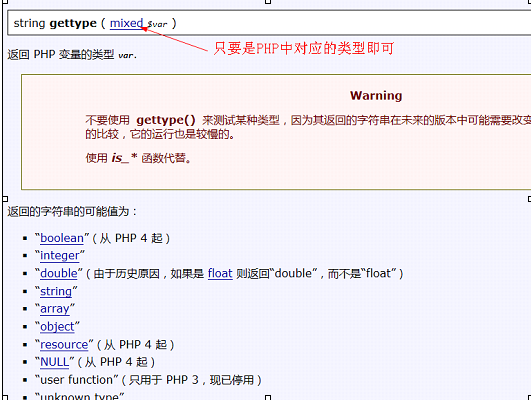 string gettype ( mixed $var )
只要是PHP中对应的类型即可
返回 PHP 变量的类型 var.
Warning
不要使用 gettype() 来测试某种类型，因为其返回的字符串在未来的版本中可能需要改变
的比较，它的运行也是较慢的。
使用 is_* 函数代替。
返回的字符串的可能值为：
“boolean”（从 PHP 4 起）
“integer”
“double”（由于历史原因，如果是 float 则返回“double”，而不是“float”）
“string”
“array”
“object”
“resource”（从 PHP 4 起）
“NULL”（从 PHP 4 起）
“user function”（只用于 PHP 3，现已停用）
“unknown type”